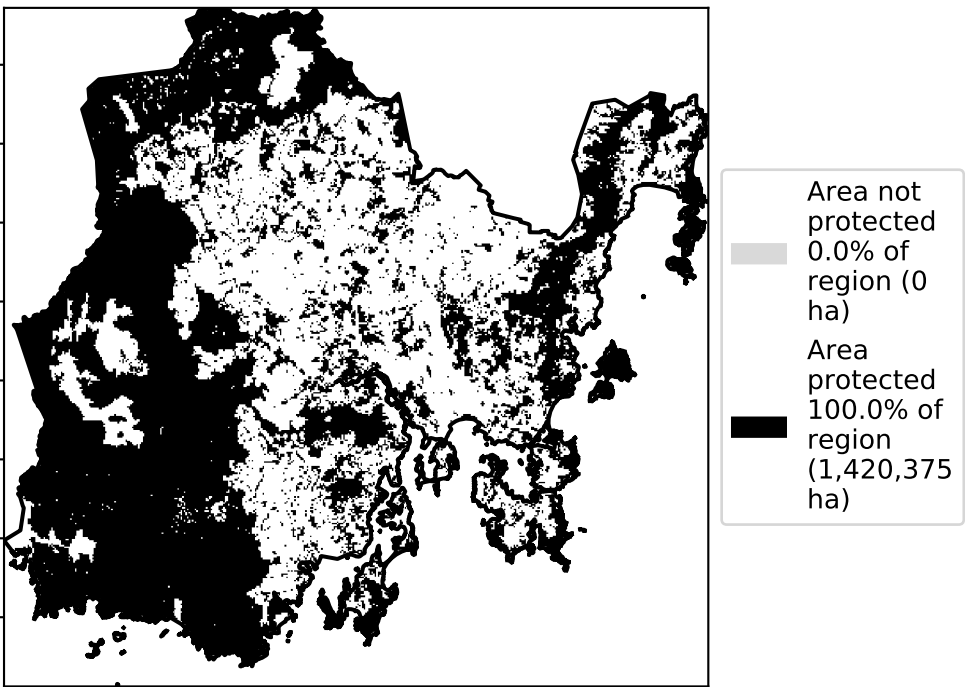 Area not
protected
0.0% of
region (0
ha)
Area
protected
100.0% of
region
(1,420,375
ha)